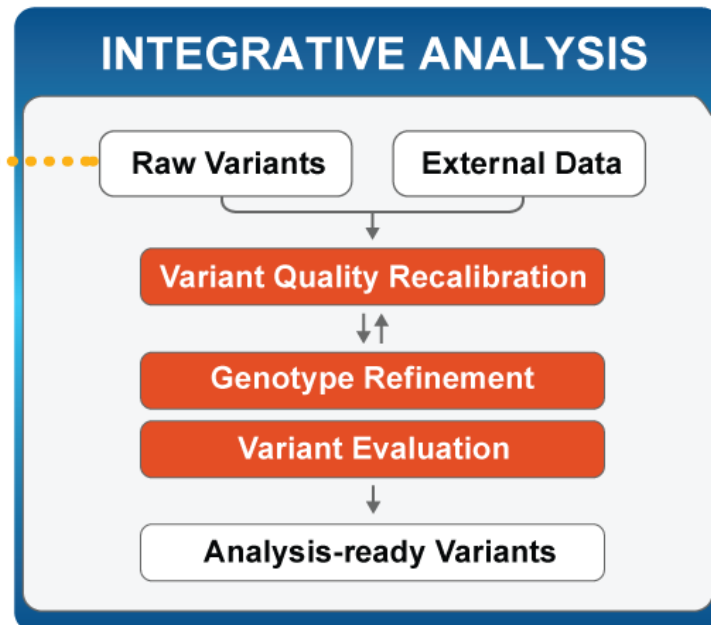 INTEGRATIVE ANALYSIS
Raw Variants
External Data
Variant Quality Recalibration
Genotype Refinement
Variant Evaluation
Analysis-ready Variants